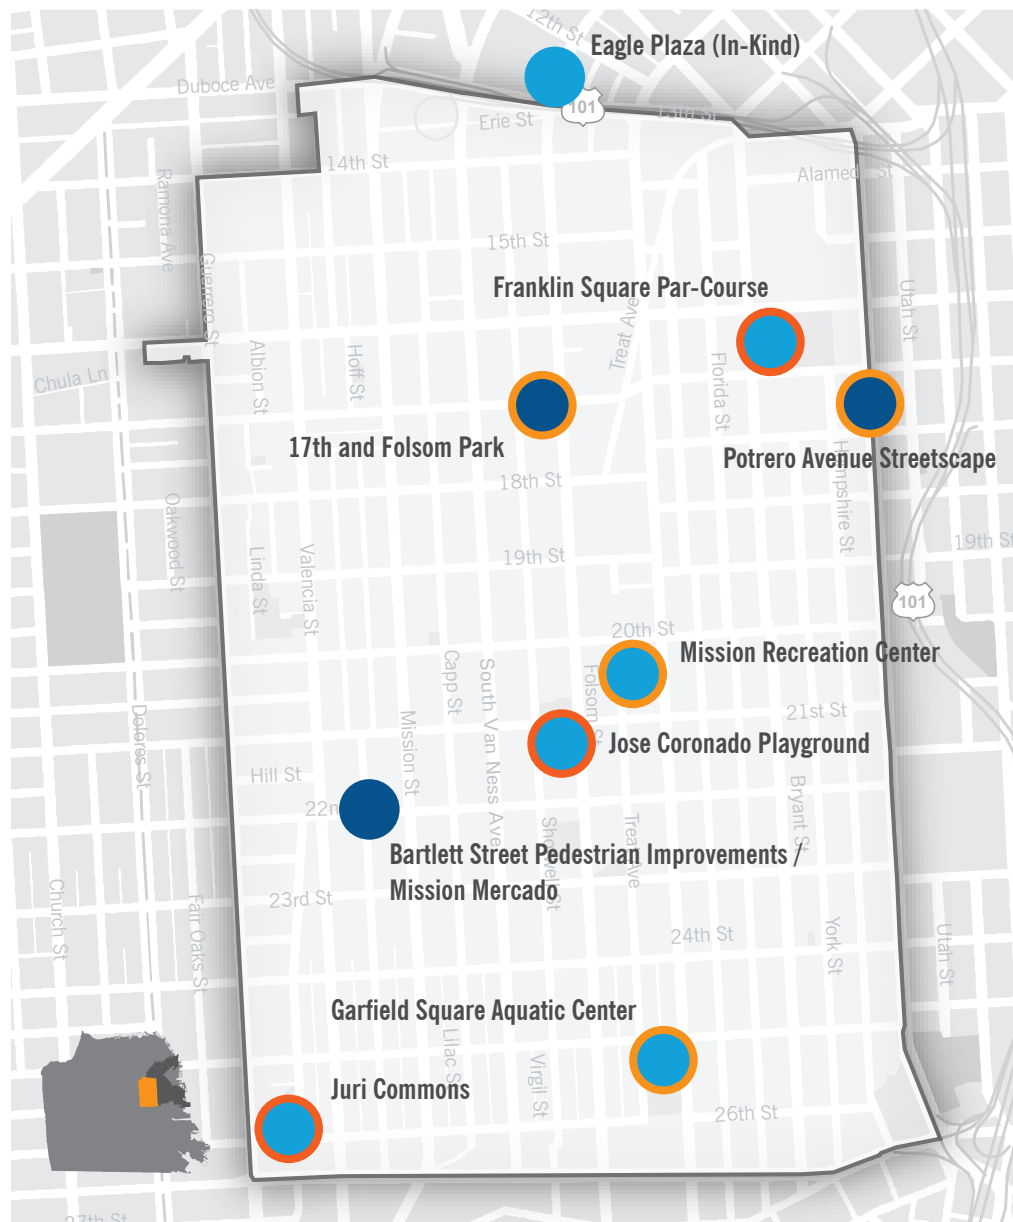 12th St
Eagle Plaza (In-Kind)
Duboce Ave
101
13th St
Erie St
14th St
Alameda St
Ramona Ave
15th St
Guerrero St
Franklin Square Par-Course
Utah St
Treat Ave
Albion St
Hoff St
Florida St
Chula Ln
17th and Folsom Park
Potrero Avenue Streetscape
Hampshire St
18th St
Oakwood St
19th St
19th St
Linda St
Valencia St
101
20th St
Mission Recreation Center
Capp St
South Van Ness Ave
Folsom St
21st St
Dolores St
Mission St
Jose Coronado Playground
Hill St
Bryant St
22n
Shotwell St
Treat Ave
Bartlett Street Pedestrian Improvements /
Mission Mercado
23rd St
Church St
Fair Oaks St
24th St
York St
Utah St
Garfield Square Aquatic Center
Lilac S
Virgil St
Juri Commons
26th St
27th St